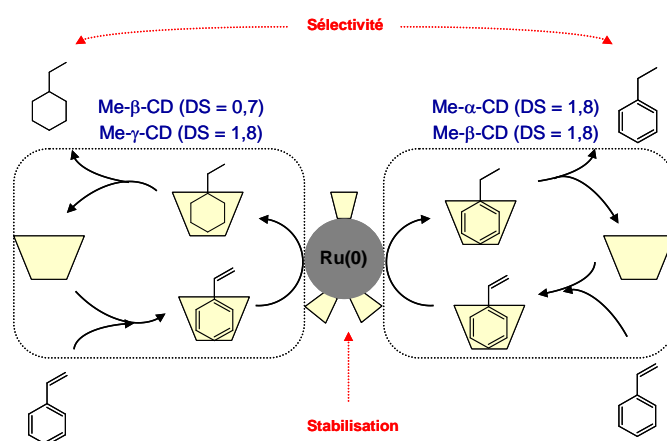 Sélectivité
Me-β-CD (DS = 0,7)
Me-γ-CD (DS = 1,8)
Me-α-CD (DS = 1,8)
Me-β-CD (DS = 1,8)
Ru(0)
Stabilisation